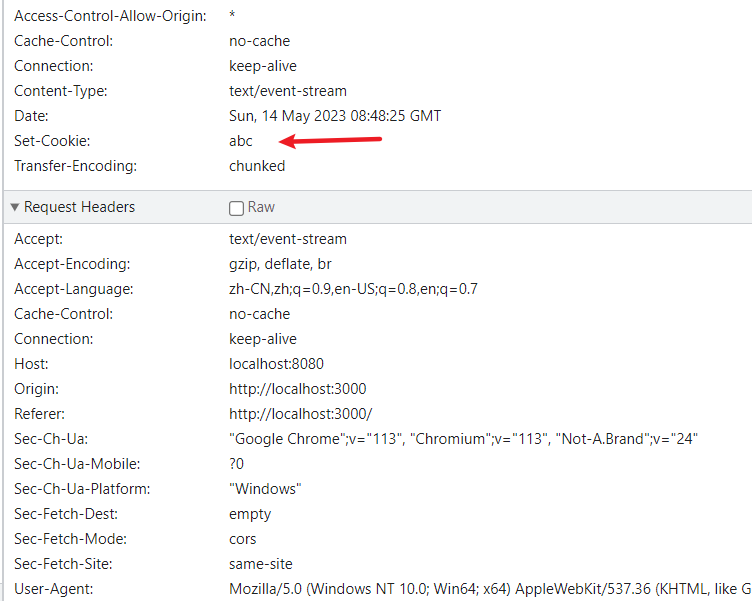 Access-Control-Allow-Origin: *
Cache-Control: no-cache
Connection: keep-alive
Content-Type: text/event-stream
Date: Sun, 14 May 2023 08:48:25 GMT
Set-Cookie: abc
Transfer-Encoding: chunked
Request Headers Raw
Accept: text/event-stream
Accept-Encoding: gzip, deflate, br
Accept-Language: zh-CN,zh;q=0.9,en-US;q=0.8,en;q=0.7
Cache-Control: no-cache
Connection: keep-alive
Host: localhost:8080
Origin: http://localhost:3000
Referer: http://localhost:3000/
Sec-Ch-Ua: "Google Chrome";v="113", "Chromium";v="113", "Not-A.Brand";v="24"
Sec-Ch-Ua-Mobile: ?0
Sec-Ch-Ua-Platform: "Windows"
Sec-Fetch-Dest: empty
Sec-Fetch-Mode: cors
Sec-Fetch-Site: same-site
User-Agent: Mozilla/5.0 (Windows NT 10.0; Win64; x64) AppleWebKit/537.36 (KHTML, like G